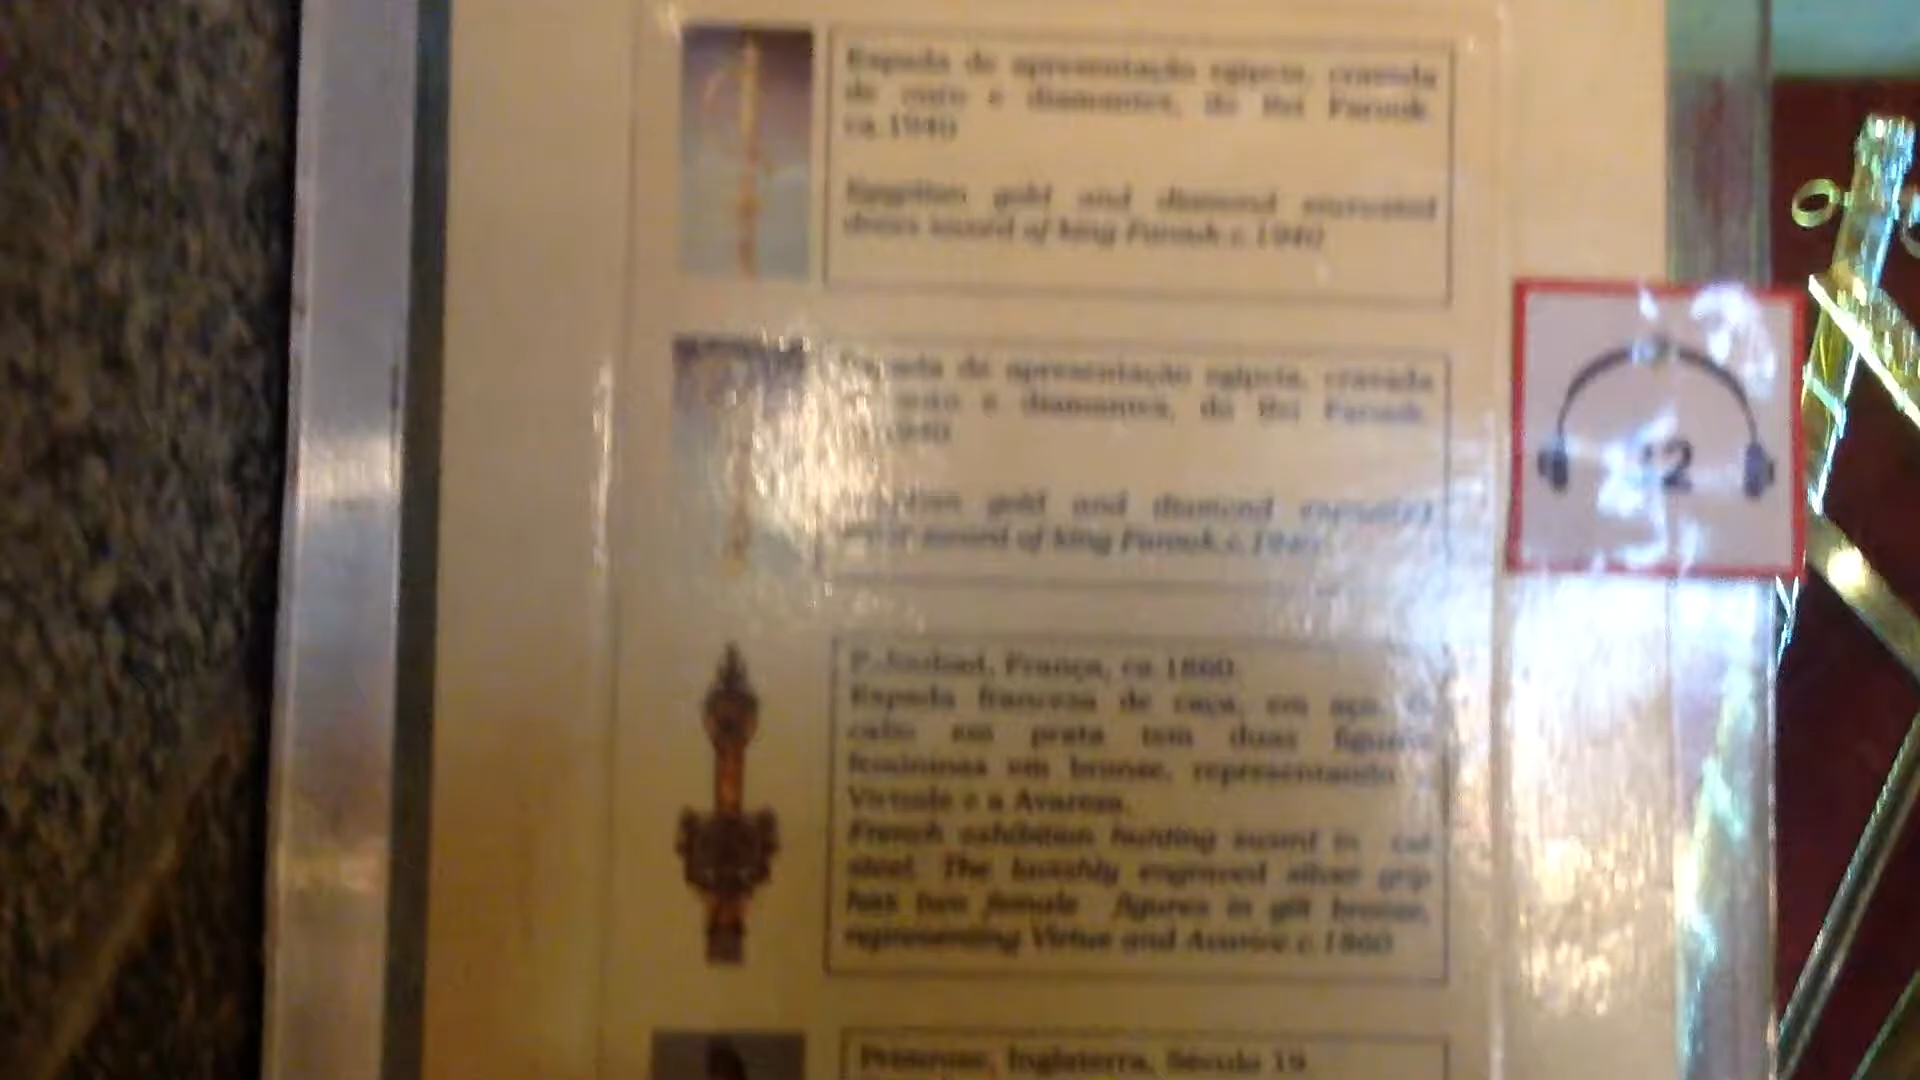 Espada de apresentação egípcia, cravada
de ouro e diamantes, do Rei Farouk.
ca.1940
Egyptian gold and diamond encrusted
dress sword of king Farouk c.1940
de apresentação egípcia, cravada
ouro e diamantes, do Rei Farouk.
gold and diamond
sword of king Farouk c.1940
França, ca 1860
Espada francesa de caça, em aço. O
cabo em prata tem duas figuras
femininas em bronze, representando
Virtude e a Avareza.
French exhibition hunting sword in cut
steel. The lavishly engraved silver grip
has two female figures in gilt bronze,
representing Virtue and Avarice c.1860
Inglaterra, Século 19